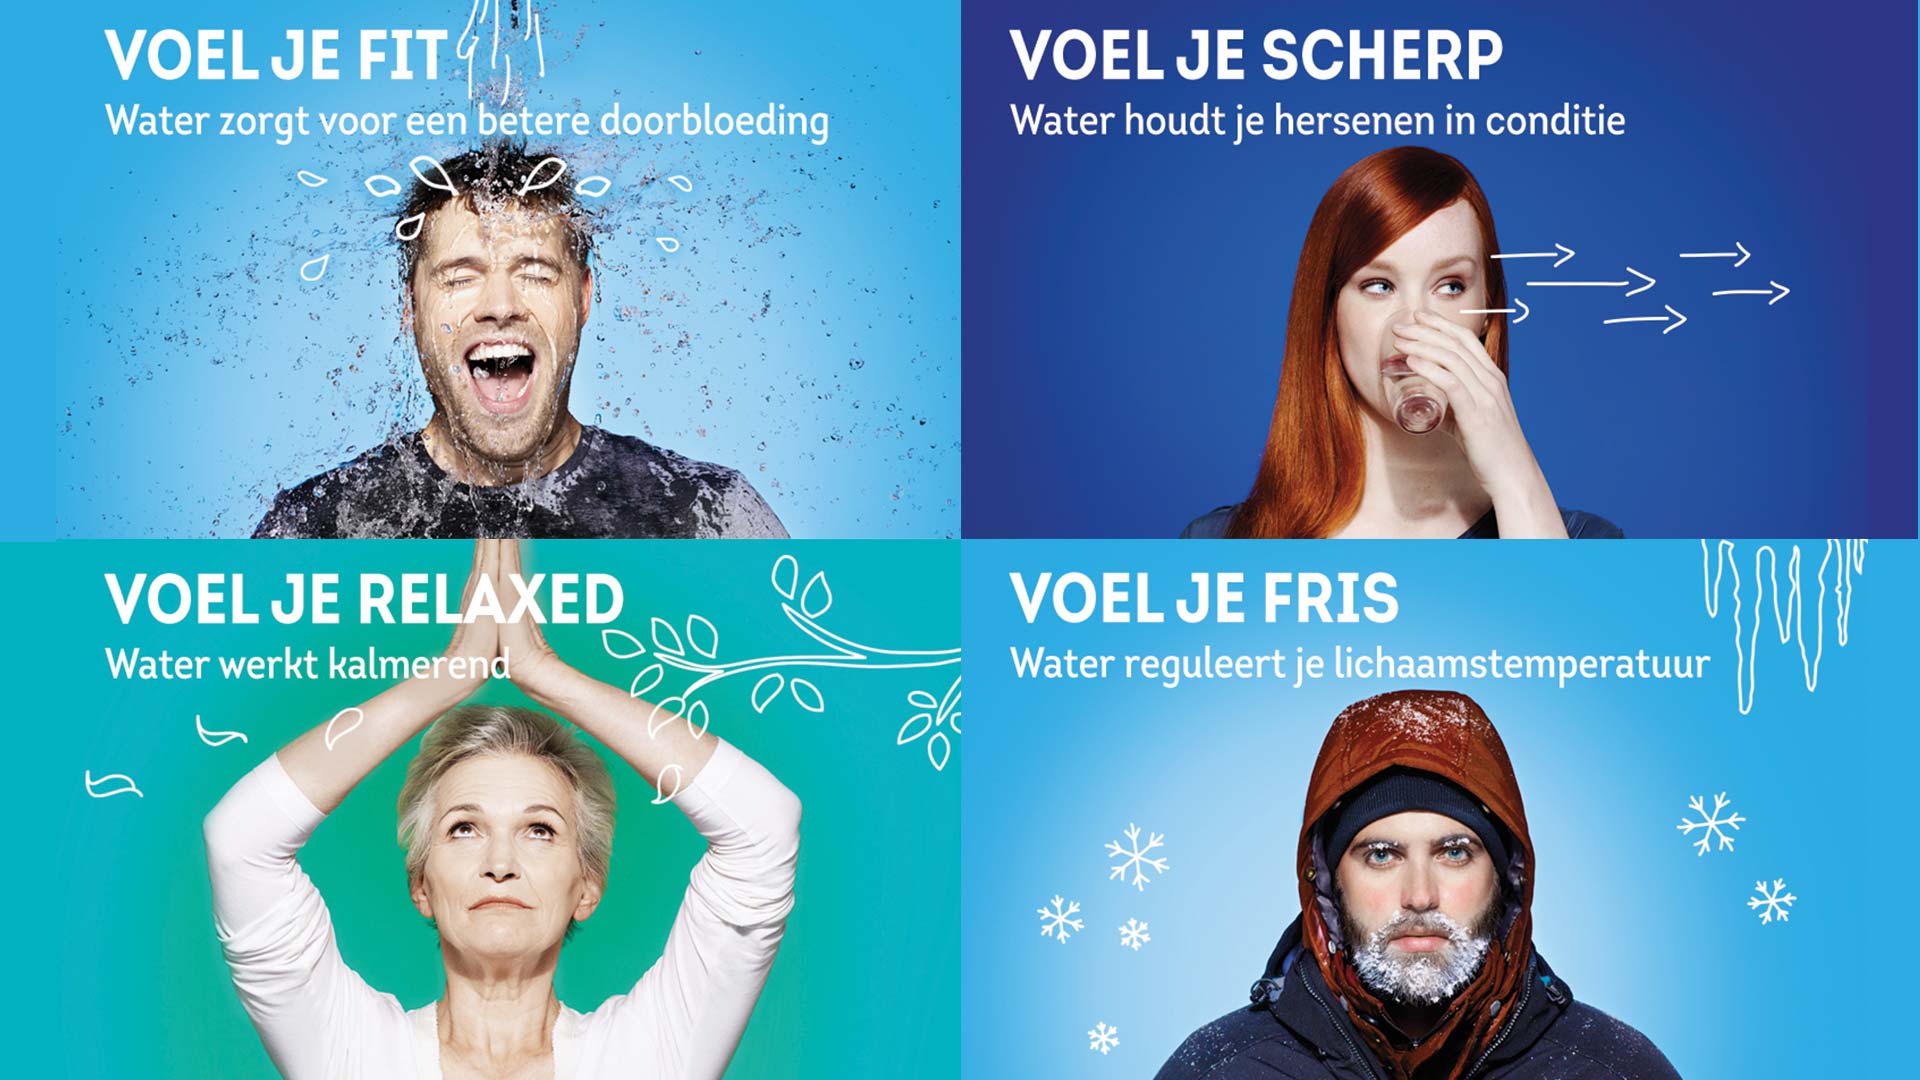 VOEL JE FIT
Water zorgt voor een betere doorbloeding
VOEL JE SCHERP
Water houdt je hersenen in conditie
VOEL JE RELAXED
Water werkt kalmerend
VOEL JE FRIS
Water reguleert je lichaamstemperatuur